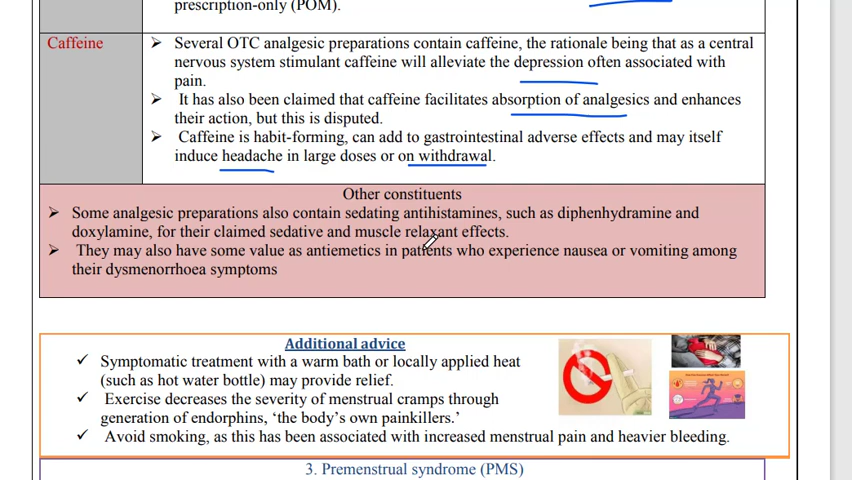 prescription-only (POM).
Caffeine
➢ Several OTC analgesic preparations contain caffeine, the rationale being that as a central
nervous system stimulant caffeine will alleviate the depression often associated with
pain.
➢ It has also been claimed that caffeine facilitates absorption of analgesics and enhances
their action, but this is disputed.
➢ Caffeine is habit-forming, can add to gastrointestinal adverse effects and may itself
induce headache in large doses or on withdrawal.
Other constituents
➢ Some analgesic preparations also contain sedating antihistamines, such as diphenhydramine and
doxylamine, for their claimed sedative and muscle relaxant effects.
➢ They may also have some value as antiemetics in patients who experience nausea or vomiting among
their dysmenorrhoea symptoms
Additional advice
✓ Symptomatic treatment with a warm bath or locally applied heat
(such as hot water bottle) may provide relief.
✓ Exercise decreases the severity of menstrual cramps through
generation of endorphins, ‘the body’s own painkillers.’
✓ Avoid smoking, as this has been associated with increased menstrual pain and heavier bleeding.
3. Premenstrual syndrome (PMS)